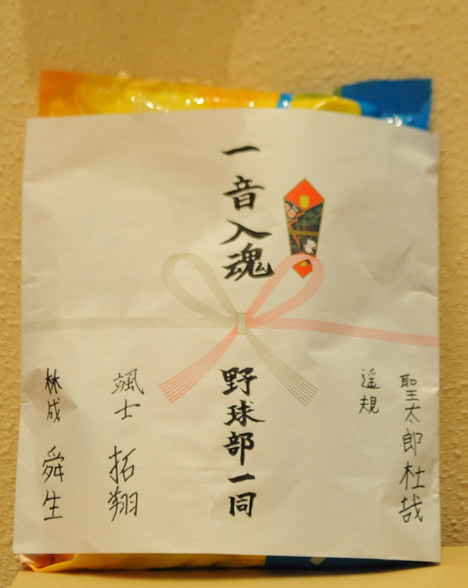 一音入魂
野球部一同
聖太郎 杜哉
遥規
颯士 拓翔
林成 舜生